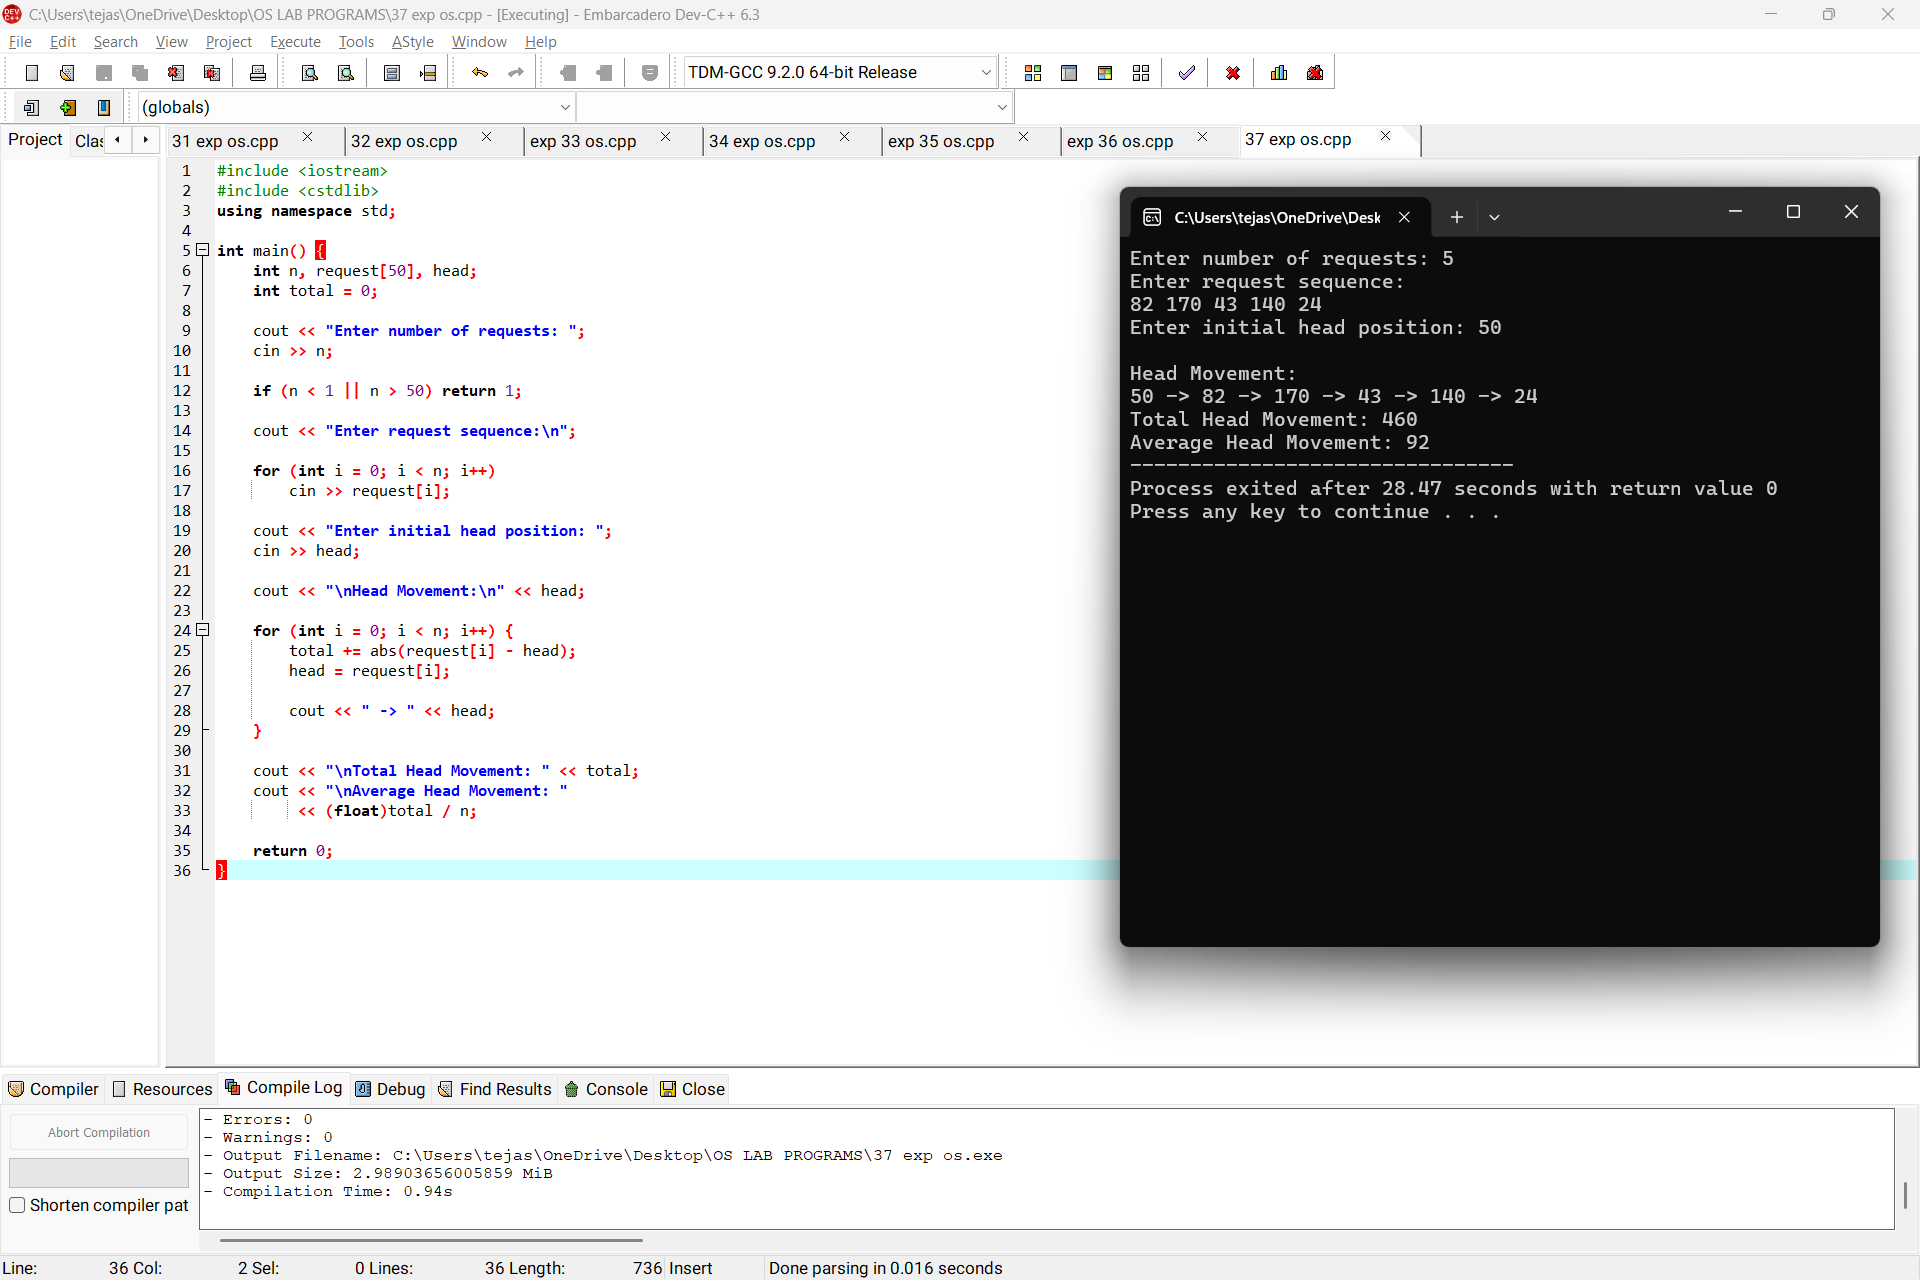 C:\Users\tejas\OneDrive\Desktop\OS LAB PROGRAMS\37 exp os.cpp - [Executing] - Embarcadero Dev-C++ 6.3
File Edit Search View Project Execute Tools AStyle Window Help
TDM-GCC 9.2.0 64-bit Release
(globals)
Project Clas 31 exp os.cpp 32 exp os.cpp exp 33 os.cpp 34 exp os.cpp exp 35 os.cpp exp 36 os.cpp 37 exp os.cpp
1 #include <iostream>
2 #include <cstdlib>
3 using namespace std;
4
5 int main() {
6 int n, request[50], head;
7 int total = 0;
8
9 cout << "Enter number of requests: ";
10 cin >> n;
11
12 if (n < 1 || n > 50) return 1;
13
14 cout << "Enter request sequence:\n";
15
16 for (int i = 0; i < n; i++)
17 cin >> request[i];
18
19 cout << "Enter initial head position: ";
20 cin >> head;
21
22 cout << "\nHead Movement:\n" << head;
23
24 for (int i = 0; i < n; i++) {
25 total += abs(request[i] - head);
26 head = request[i];
27
28 cout << " -> " << head;
29 }
30
31 cout << "\nTotal Head Movement: " << total;
32 cout << "\nAverage Head Movement: "
33 << (float)total / n;
34
35 return 0;
36 }
C:\Users\tejas\OneDrive\Desk
Enter number of requests: 5
Enter request sequence:
82 170 43 140 24
Enter initial head position: 50
Head Movement:
50 -> 82 -> 170 -> 43 -> 140 -> 24
Total Head Movement: 460
Average Head Movement: 92
--------------------------------
Process exited after 28.47 seconds with return value 0
Press any key to continue . . .
Compiler Resources Compile Log Debug Find Results Console Close
Abort Compilation
Shorten compiler pat
- Errors: 0
- Warnings: 0
- Output Filename: C:\Users\tejas\OneDrive\Desktop\OS LAB PROGRAMS\37 exp os.exe
- Output Size: 2.98903656005859 MiB
- Compilation Time: 0.94s
Line: 36 Col: 2 Sel: 0 Lines: 36 Length: 736 Insert Done parsing in 0.016 seconds